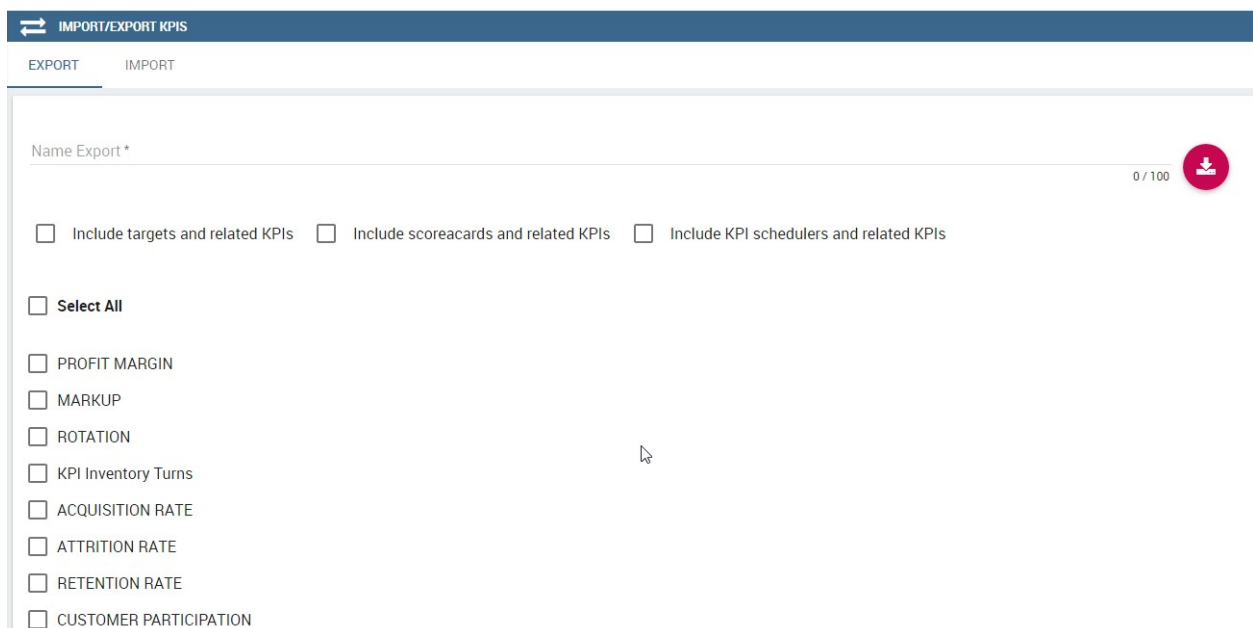 IMPORT/EXPORT KPIS
EXPORT IMPORT
Name Export *
0 / 100
Include targets and related KPIs Include scoreacards and related KPIs Include KPI schedulers and related KPIs
Select All
PROFIT MARGIN
MARKUP
ROTATION
KPI Inventory Turns
ACQUISITION RATE
ATTRITION RATE
RETENTION RATE
CUSTOMER PARTICIPATION